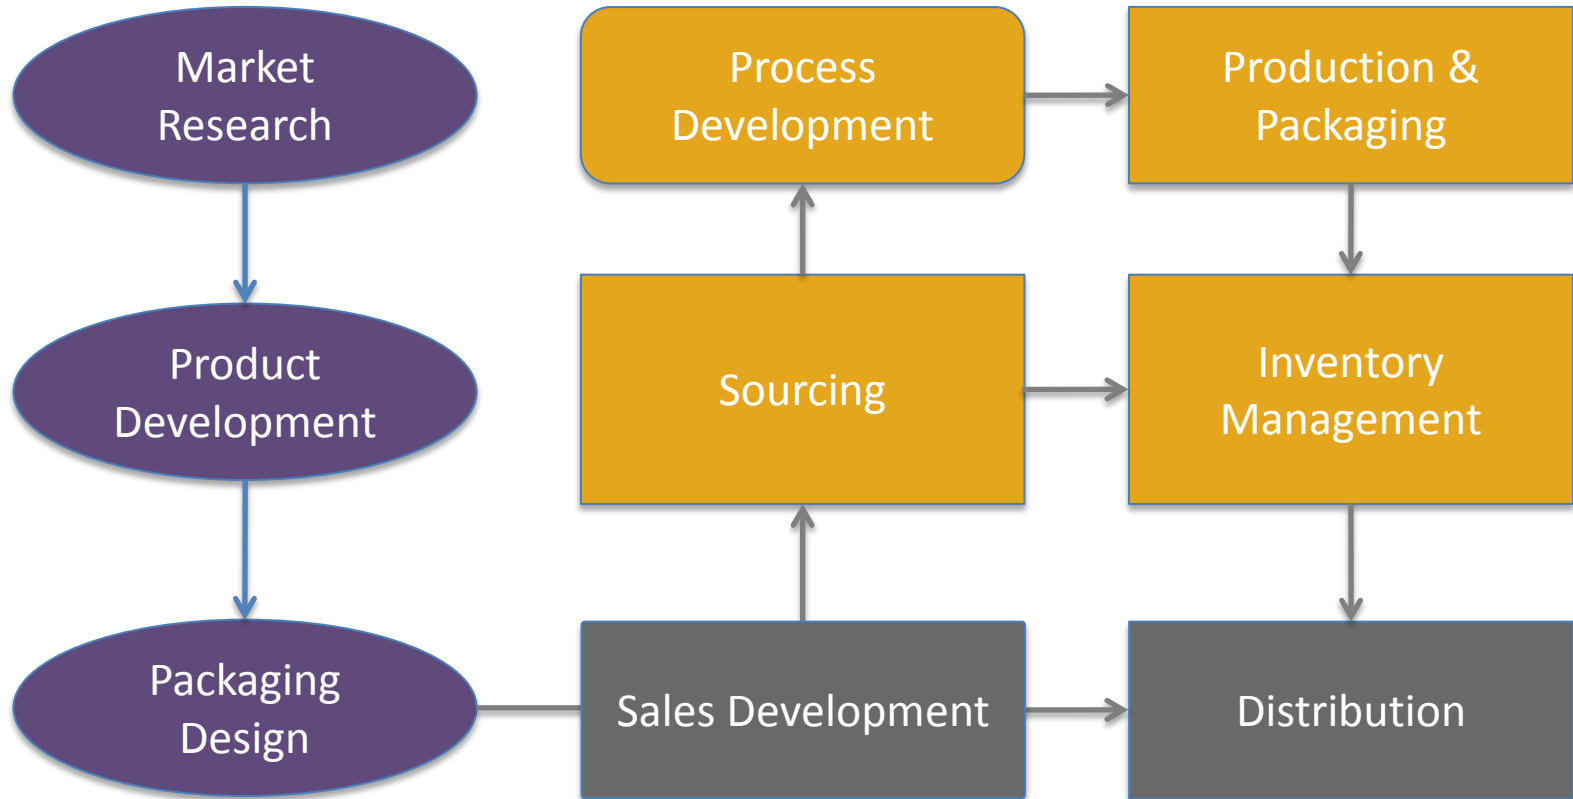 Market
Research
Product
Development
Packaging
Design
Process
Development
Sourcing
Sales Development
Production &
Packaging
Inventory
Management
Distribution